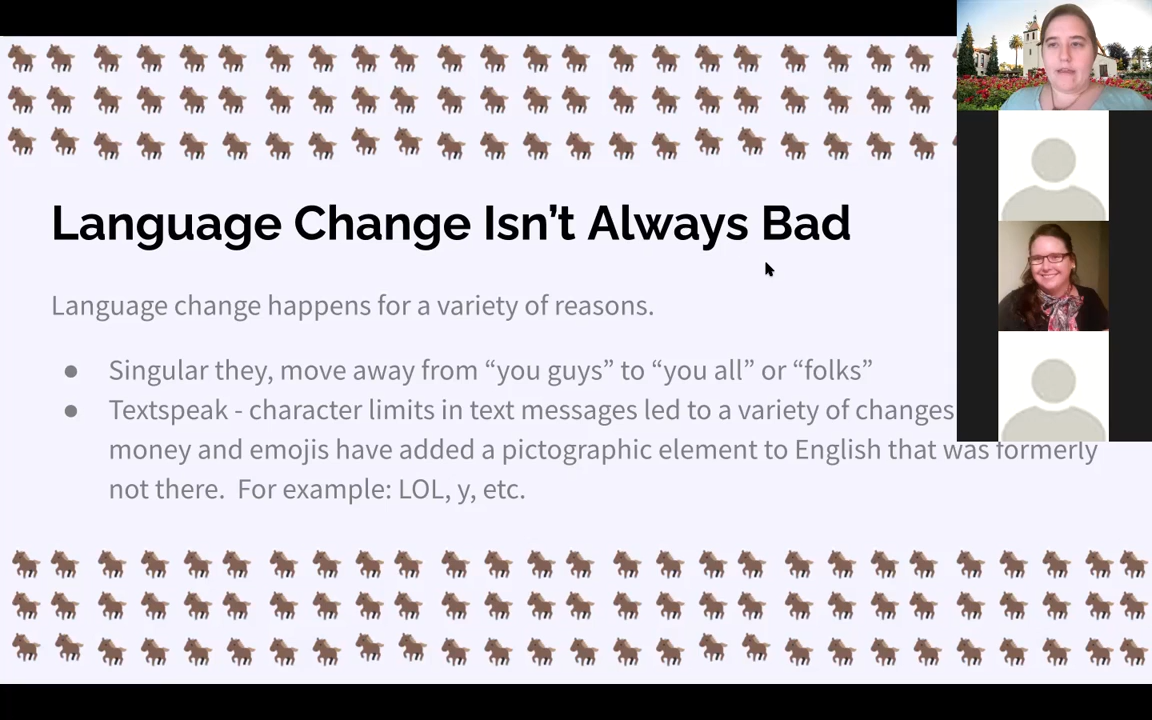 Language Change Isn’t Always Bad
Language change happens for a variety of reasons.
● Singular they, move away from “you guys” to “you all” or “folks”
● Textspeak - character limits in text messages led to a variety of changes
money and emojis have added a pictographic element to English that was formerly
not there.  For example: LOL, y, etc.